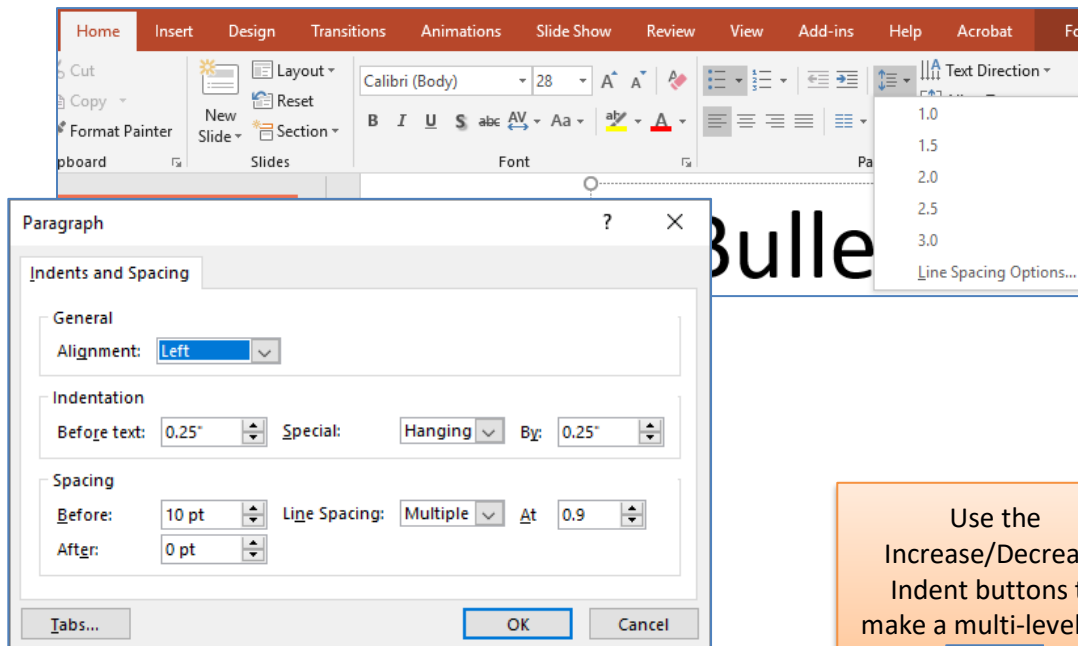 Home Insert Design Transitions Animations Slide Show Review View Add-ins Help Acrobat
Cut
Copy
Format Painter
New
Slide
Layout
Reset
Section
Slides
Calibri (Body) 28 A A
B I U S abc AV Aa aby A
Font
Text Direction
1.0
1.5
2.0
2.5
3.0
Line Spacing Options...
Bulle
Paragraph ? X
Indents and Spacing
General
Alignment: Left
Indentation
Before text: 0.25" Special: Hanging By: 0.25"
Spacing
Before: 10 pt Line Spacing: Multiple At 0.9
After: 0 pt
Tabs... OK Cancel
Use the
Increase/Decrea
Indent buttons
make a multi-level